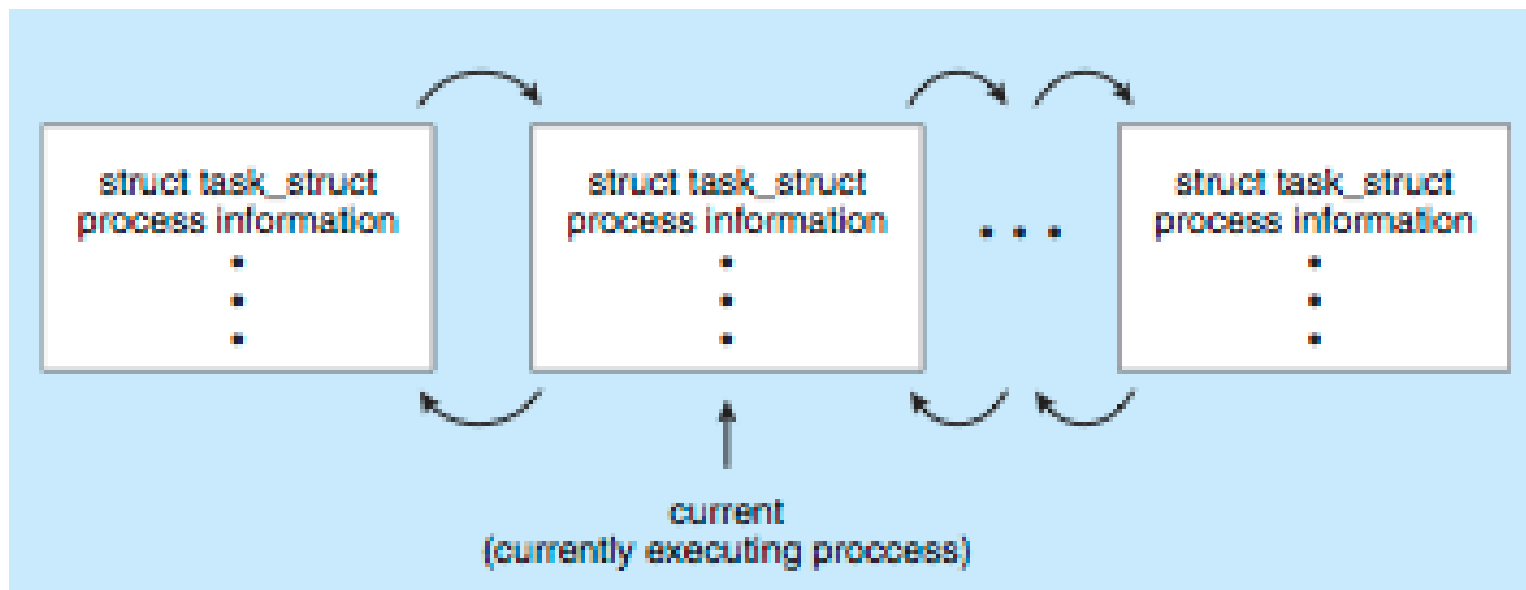 struct task_struct
process information
struct task_struct
process information
struct task_struct
process information
current
(currently executing proccess)